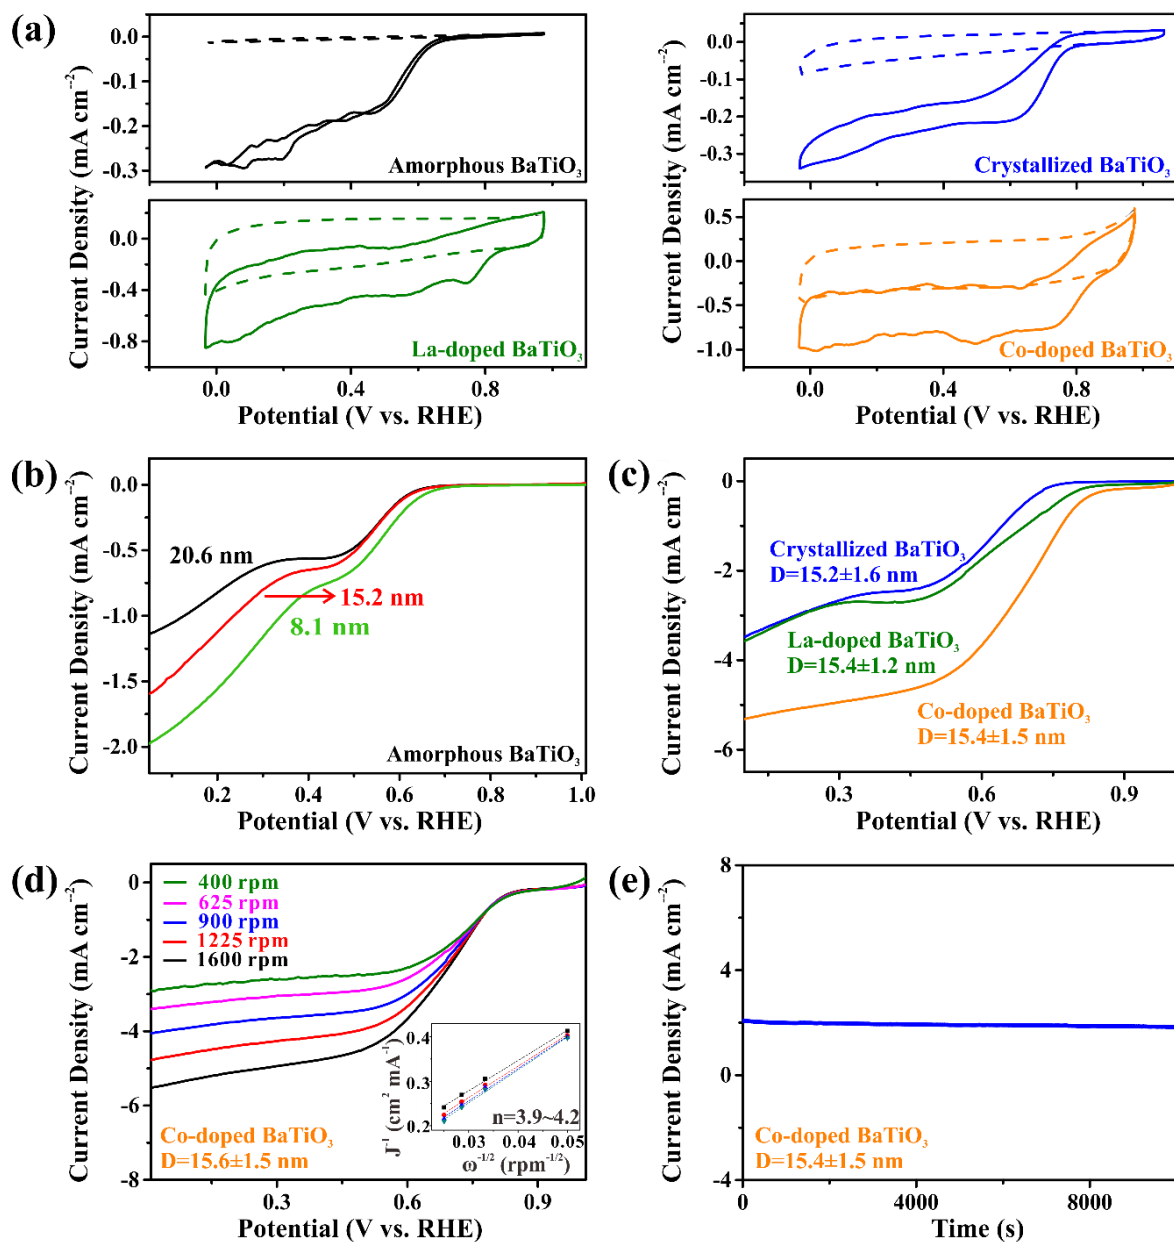 (a)
Current Density (mA cm⁻²)
0.0
-0.1
-0.2
-0.3
Amorphous BaTiO₃
0.0
-0.4
-0.8
La-doped BaTiO₃
0.0 0.4 0.8
Potential (V vs. RHE)
Current Density (mA cm⁻²)
0.0
-0.1
-0.2
-0.3
Crystallized BaTiO₃
0.5
0.0
-0.5
-1.0
Co-doped BaTiO₃
0.0 0.4 0.8
Potential (V vs. RHE)
(b)
Current Density (mA cm⁻²)
0.0
-0.5
-1.0
-1.5
-2.0
20.6 nm
15.2 nm
8.1 nm
Amorphous BaTiO₃
0.2 0.4 0.6 0.8 1.0
Potential (V vs. RHE)
(c)
Current Density (mA cm⁻²)
0
-2
-4
-6
Crystallized BaTiO₃
D=15.2±1.6 nm
La-doped BaTiO₃
D=15.4±1.2 nm
Co-doped BaTiO₃
D=15.4±1.5 nm
0.3 0.6 0.9
Potential (V vs. RHE)
(d)
Current Density (mA cm⁻²)
0
-2
-4
-6
-8
400 rpm
625 rpm
900 rpm
1225 rpm
1600 rpm
J⁻¹ (cm² mA⁻¹)
0.4
0.3
0.2
n=3.9~4.2
0.03 0.04 0.05
ω⁻¹/² (rpm⁻¹/²)
Co-doped BaTiO₃
D=15.6±1.5 nm
0.3 0.6 0.9
Potential (V vs. RHE)
(e)
Current Density (mA cm⁻²)
8
4
0
-4
Co-doped BaTiO₃
D=15.4±1.5 nm
0 4000 8000
Time (s)